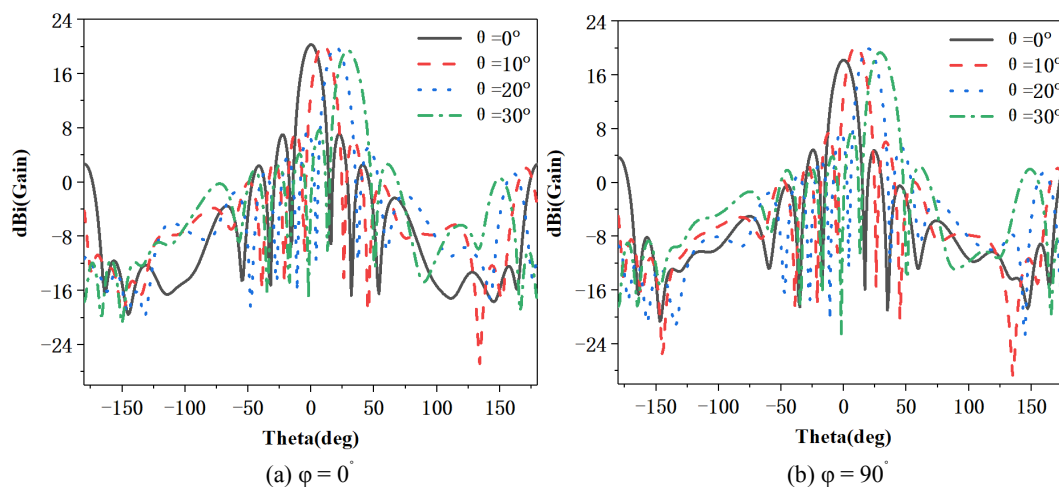 24
16
8
0
−8
−16
−24
dBi(Gain)
θ =0°
θ =10°
θ =20°
θ =30°
−150 −100 −50 0 50 100 150
Theta(deg)
(a) φ = 0°
24
16
8
0
−8
−16
−24
dBi(Gain)
θ =0°
θ =10°
θ =20°
θ =30°
−150 −100 −50 0 50 100 150
Theta(deg)
(b) φ = 90°